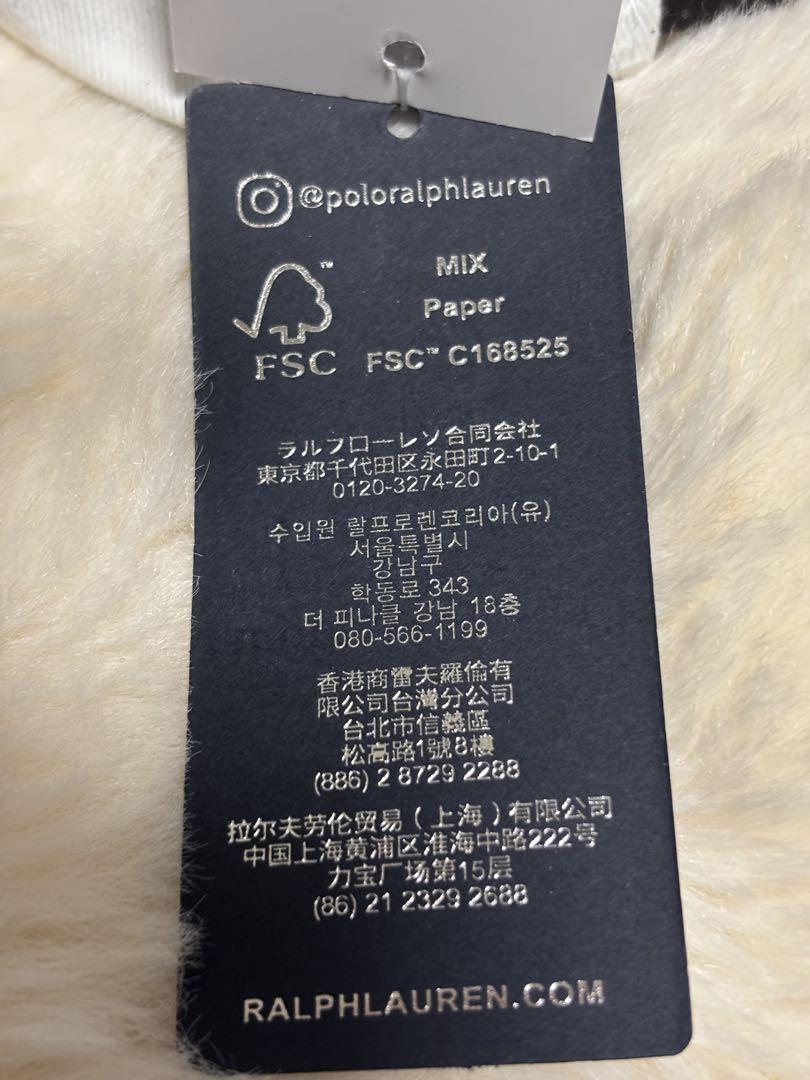 @poloralphlauren
MIX
Paper
FSC™
FSC™ C168525
ラルフローレン合同会社
東京都千代田区永田町2-10-1
0120-3274-20
수입원 랄프로렌코리아(유)
서울특별시
강남구
학동로 343
더 피나클 강남 18층
080-566-1199
香港商雷夫羅倫有
限公司台灣分公司
台北市信義區
松高路1號8樓
(886) 2 8729 2288
拉尔夫劳伦贸易（上海）有限公司
中国上海黄浦区淮海中路222号
力宝广场第15层
(86) 21 2329 2688
RALPHLAUREN.COM